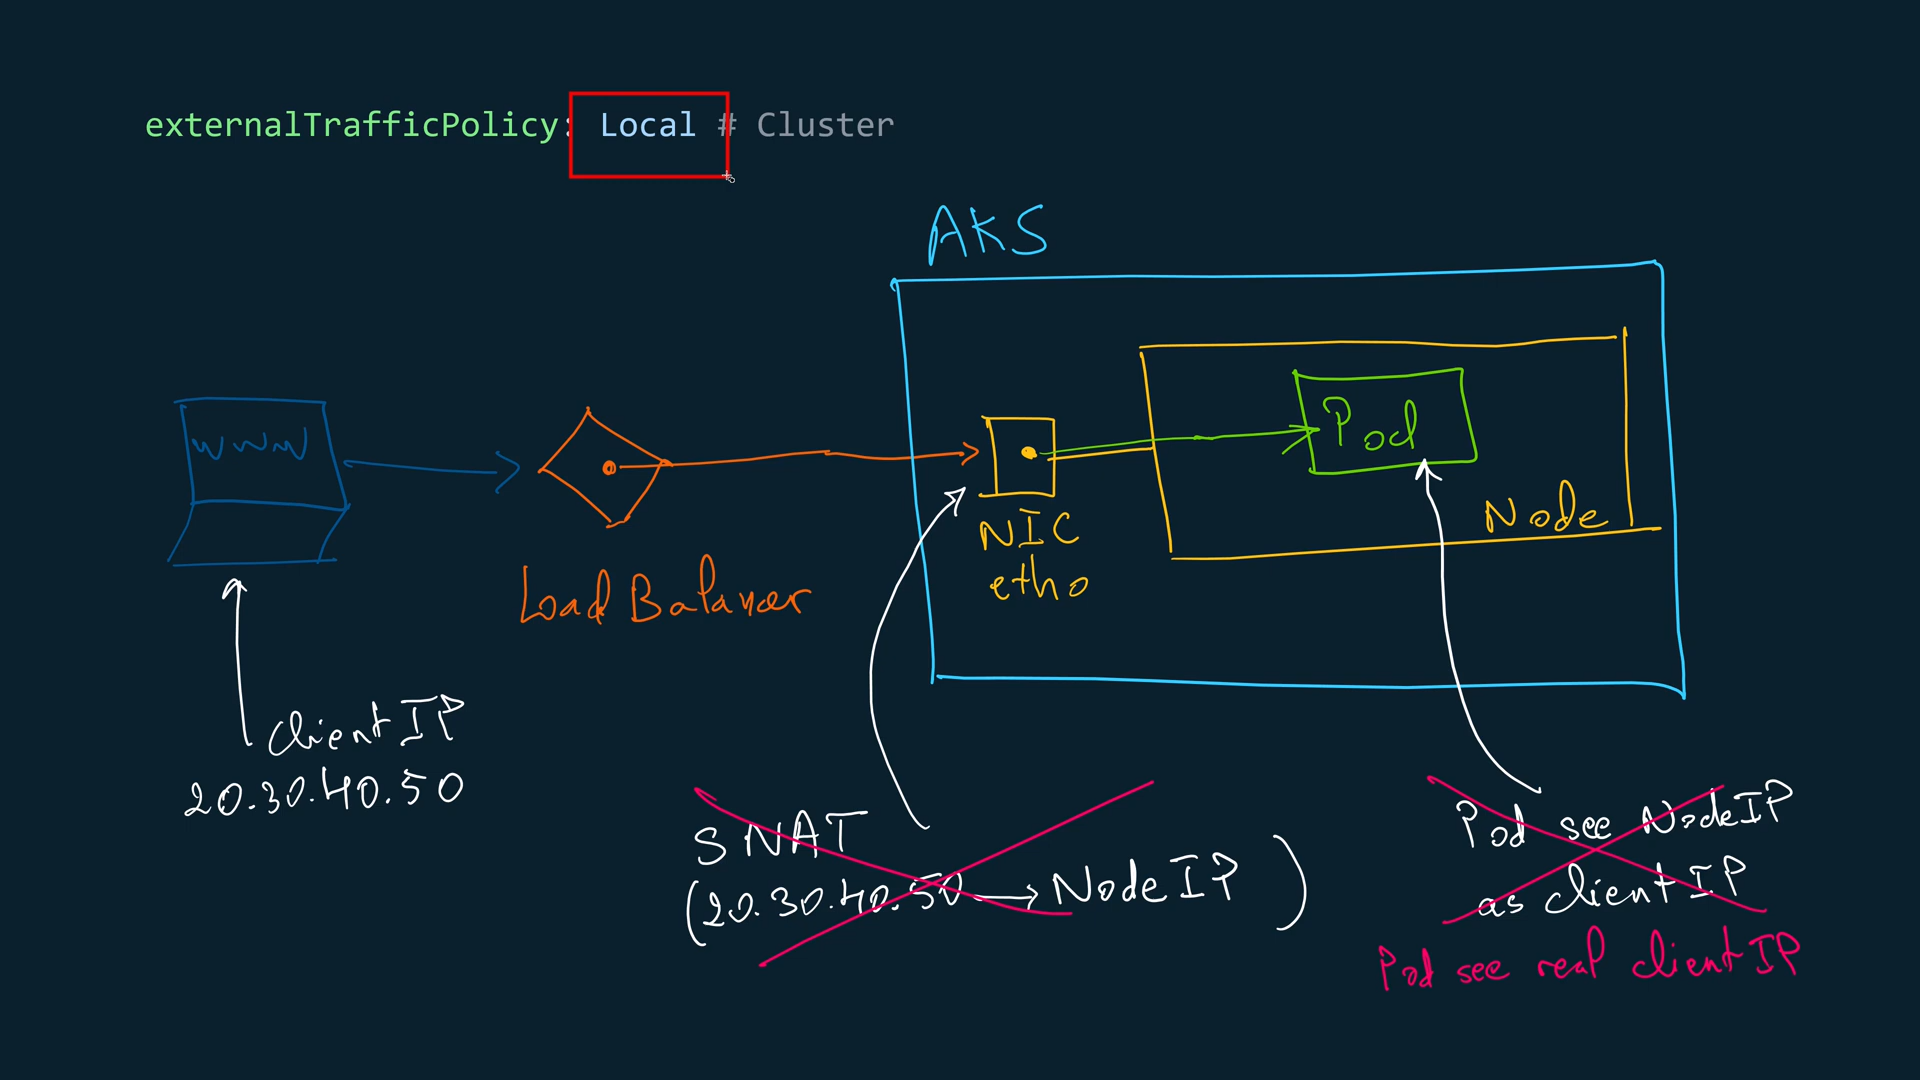 externalTrafficPolicy: Local # Cluster
AKS
WWW
Pod
Node
NIC
eth0
Load Balancer
Client IP
20.30.40.50
SNAT
(20.30.40.50 → Node IP )
Pod see Node IP
as client IP
Pod see real client IP